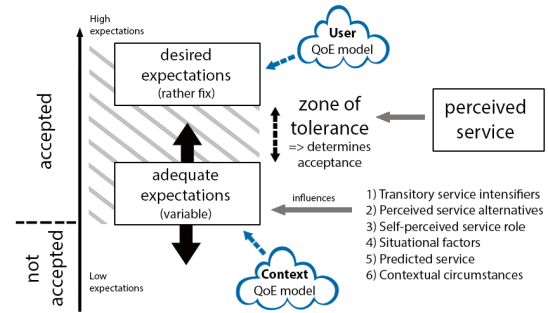 High
expectations
User
QoE model
desired
expectations
(rather fix)
accepted
zone of
tolerance
=> determines
acceptance
perceived
service
adequate
expectations
(variable)
influences
1) Transitory service intensifiers
2) Perceived service alternatives
3) Self-perceived service role
4) Situational factors
5) Predicted service
6) Contextual circumstances
not
accepted
Low
expectations
Context
QoE model